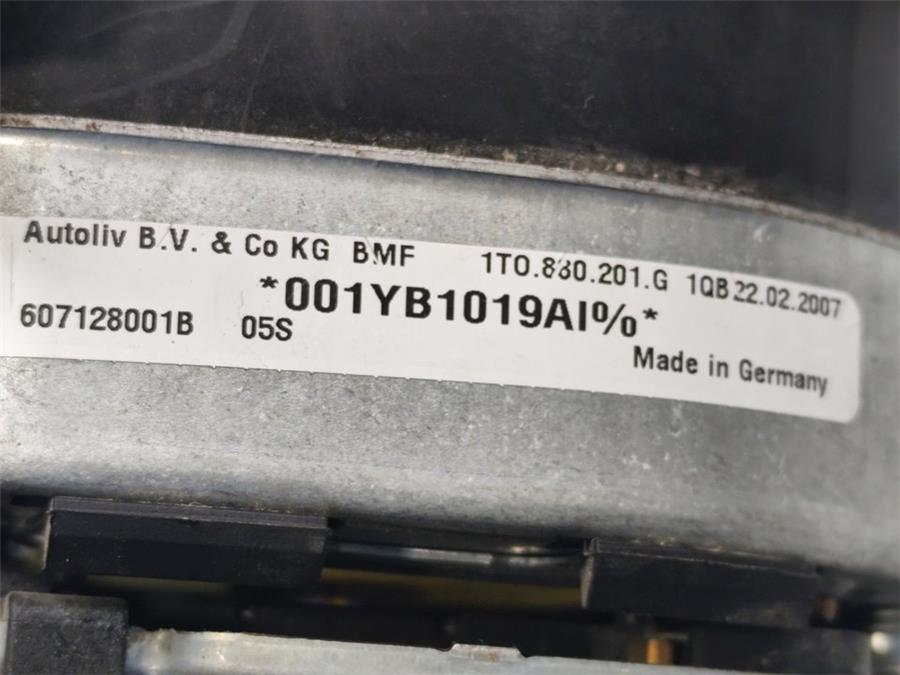 Autoliv B.V. & Co KG BMF 1T0.880.201.G 1QB 22.02.2007
*001YB1019AI%*
607128001B 05S
Made in Germany